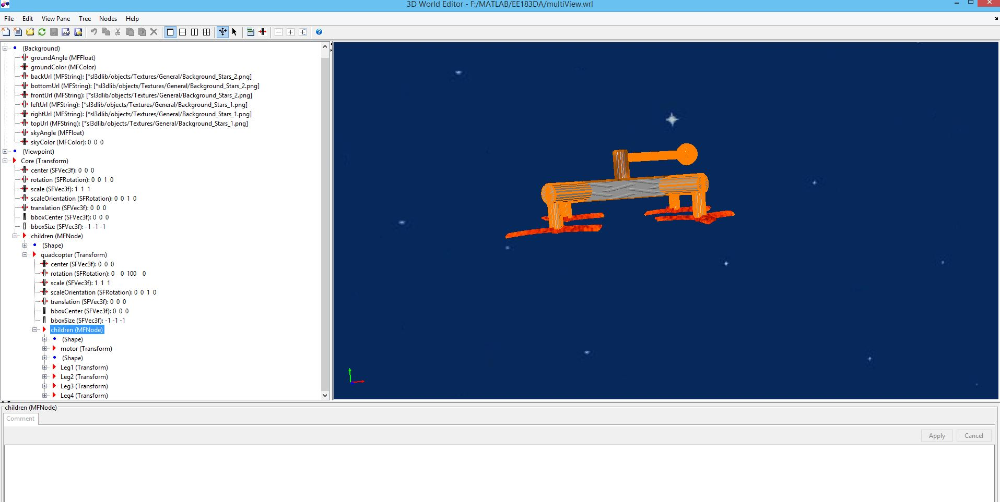 3D World Editor - F:/MATLAB/EE183DA/multiView.wrl
File Edit View Pane Tree Nodes Help
(Background)
groundAngle (MFFloat)
groundColor (MFColor)
backUrl (MFString): [*sl3dlib/objects/Textures/General/Background_Stars_2.png]
bottomUrl (MFString): [*sl3dlib/objects/Textures/General/Background_Stars_2.png]
frontUrl (MFString): [*sl3dlib/objects/Textures/General/Background_Stars_2.png]
leftUrl (MFString): [*sl3dlib/objects/Textures/General/Background_Stars_1.png]
rightUrl (MFString): [*sl3dlib/objects/Textures/General/Background_Stars_1.png]
topUrl (MFString): [*sl3dlib/objects/Textures/General/Background_Stars_1.png]
skyAngle (MFFloat)
skyColor (MFColor): 0 0 0
(Viewpoint)
Core (Transform)
center (SFVec3f): 0 0 0
rotation (SFRotation): 0 0 1 0
scale (SFVec3f): 1 1 1
scaleOrientation (SFRotation): 0 0 1 0
translation (SFVec3f): 0 0 0
bboxCenter (SFVec3f): 0 0 0
bboxSize (SFVec3f): -1 -1 -1
children (MFNode)
(Shape)
quadcopter (Transform)
center (SFVec3f): 0 0 0
rotation (SFRotation): 0 0 100 0
scale (SFVec3f): 1 1 1
scaleOrientation (SFRotation): 0 0 1 0
translation (SFVec3f): 0 0 0
bboxCenter (SFVec3f): 0 0 0
bboxSize (SFVec3f): -1 -1 -1
children (MFNode)
(Shape)
motor (Transform)
(Shape)
Leg1 (Transform)
Leg2 (Transform)
Leg3 (Transform)
Leg4 (Transform)
children (MFNode)
Comment
Apply Cancel